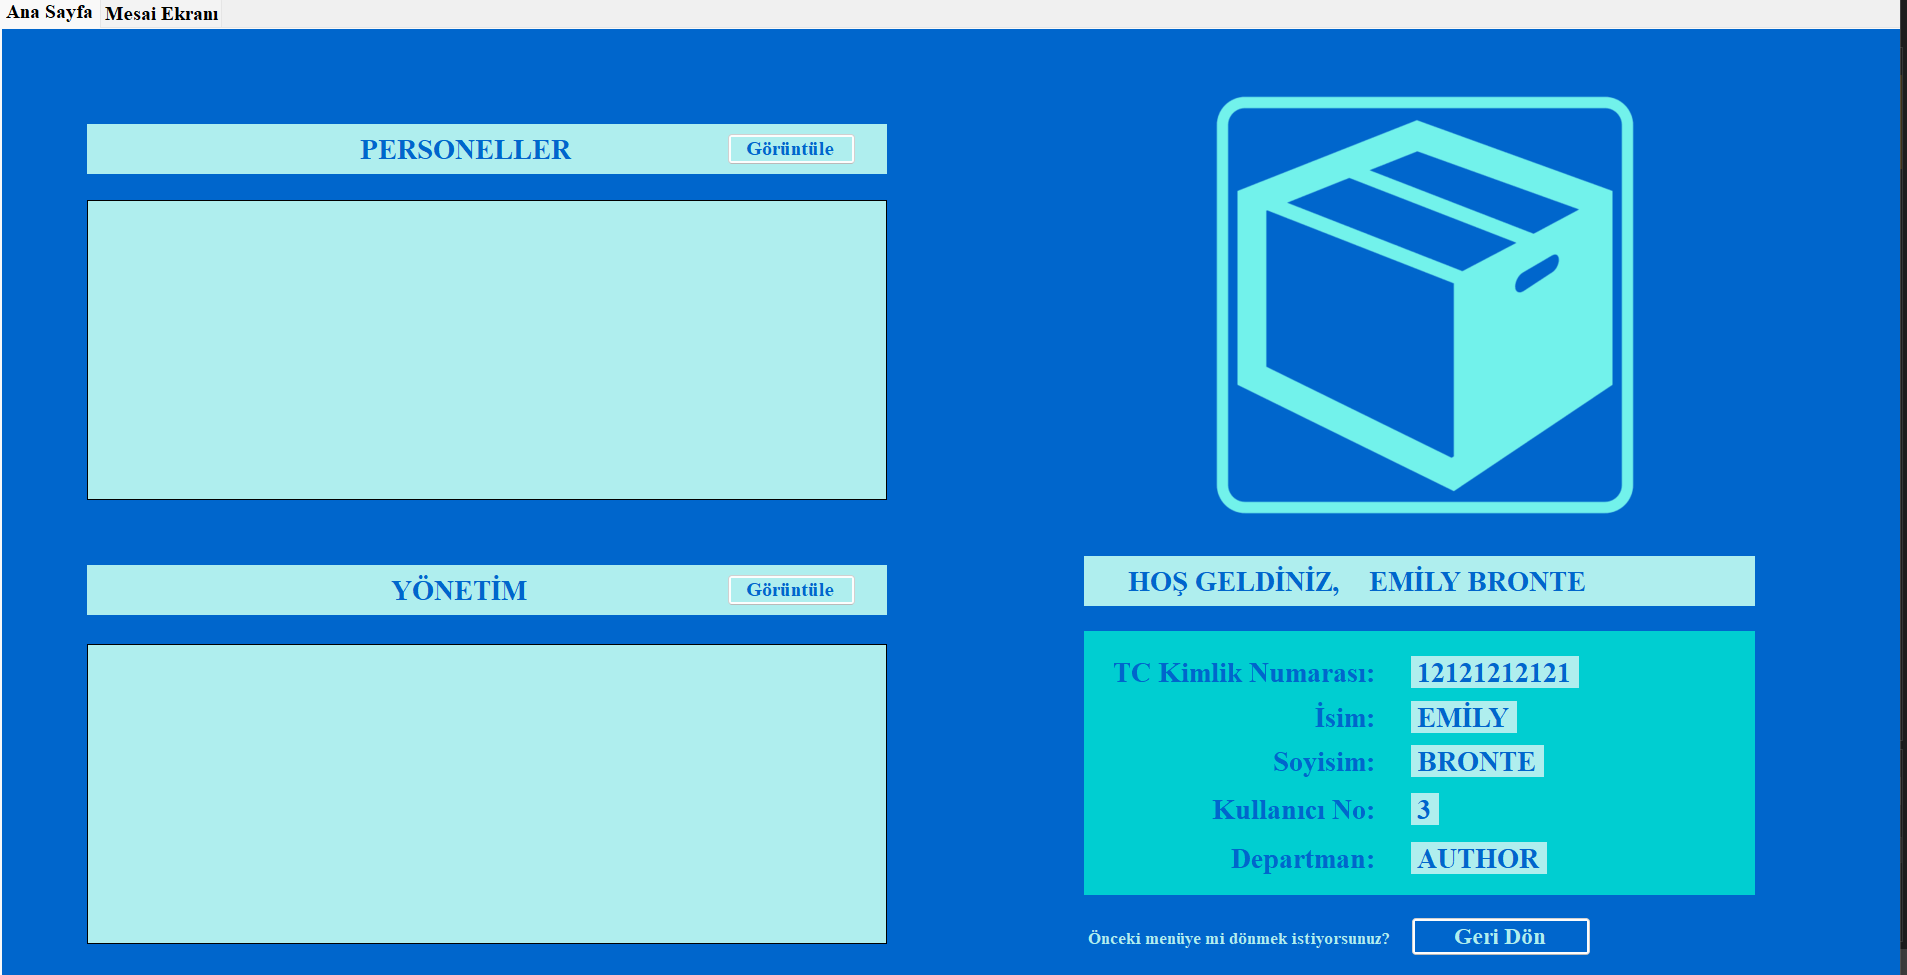 Ana Sayfa Mesai Ekranı
PERSONELLER
Görüntüle
YÖNETİM
Görüntüle
HOŞ GELDİNİZ, EMİLY BRONTE
TC Kimlik Numarası: 12121212121
İsim: EMİLY
Soyisim: BRONTE
Kullanıcı No: 3
Departman: AUTHOR
Önceki menüye mi dönmek istiyorsunuz? Geri Dön